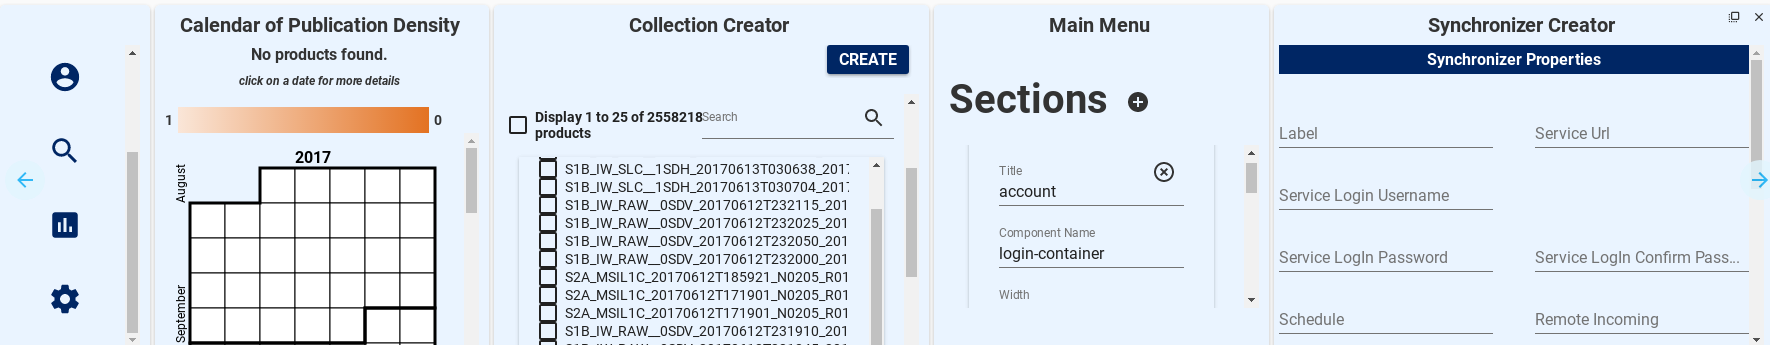 Calendar of Publication Density
No products found.
click on a date for more details
1
0
2017
August
September
Collection Creator
CREATE
Display 1 to 25 of 2558218
products
Search
S1B_IW_SLC__1SDH_20170613T030638_2017
S1B_IW_SLC__1SDH_20170613T030704_2017
S1B_IW_RAW__0SDV_20170612T232115_201
S1B_IW_RAW__0SDV_20170612T232025_201
S1B_IW_RAW__0SDV_20170612T232050_201
S1B_IW_RAW__0SDV_20170612T232000_201
S2A_MSIL1C_20170612T185921_N0205_R01
S2A_MSIL1C_20170612T171901_N0205_R01
S2A_MSIL1C_20170612T171901_N0205_R01
S1B_IW_RAW__0SDV_20170612T231910_201
Main Menu
Sections
Title
account
Component Name
login-container
Width
Synchronizer Creator
Synchronizer Properties
Label
Service Url
Service Login Username
Service LogIn Password
Service LogIn Confirm Pass...
Schedule
Remote Incoming